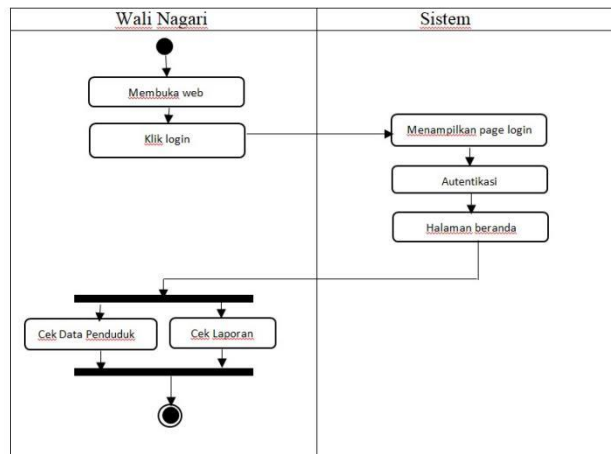 Wali Nagari
Sistem
Membuka web
Klik login
Menampilkan page login
Autentikasi
Halaman beranda
Cek Data Penduduk
Cek Laporan